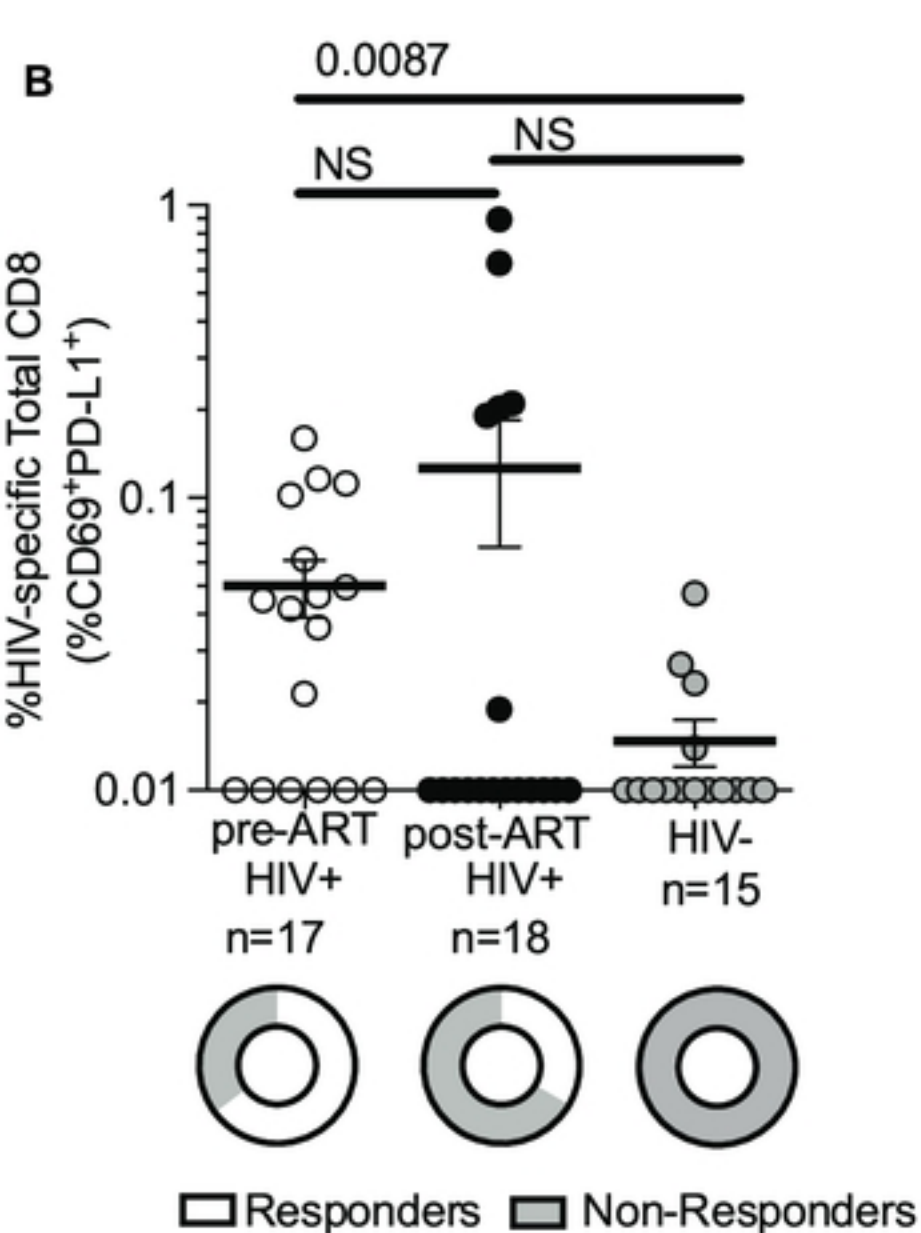 B
0.0087
NS
NS
%HIV-specific Total CD8
(%CD69⁺PD-L1⁺)
1
0.1
0.01
pre-ART
HIV+
n=17
post-ART
HIV+
n=18
HIV-
n=15
Responders
Non-Responders